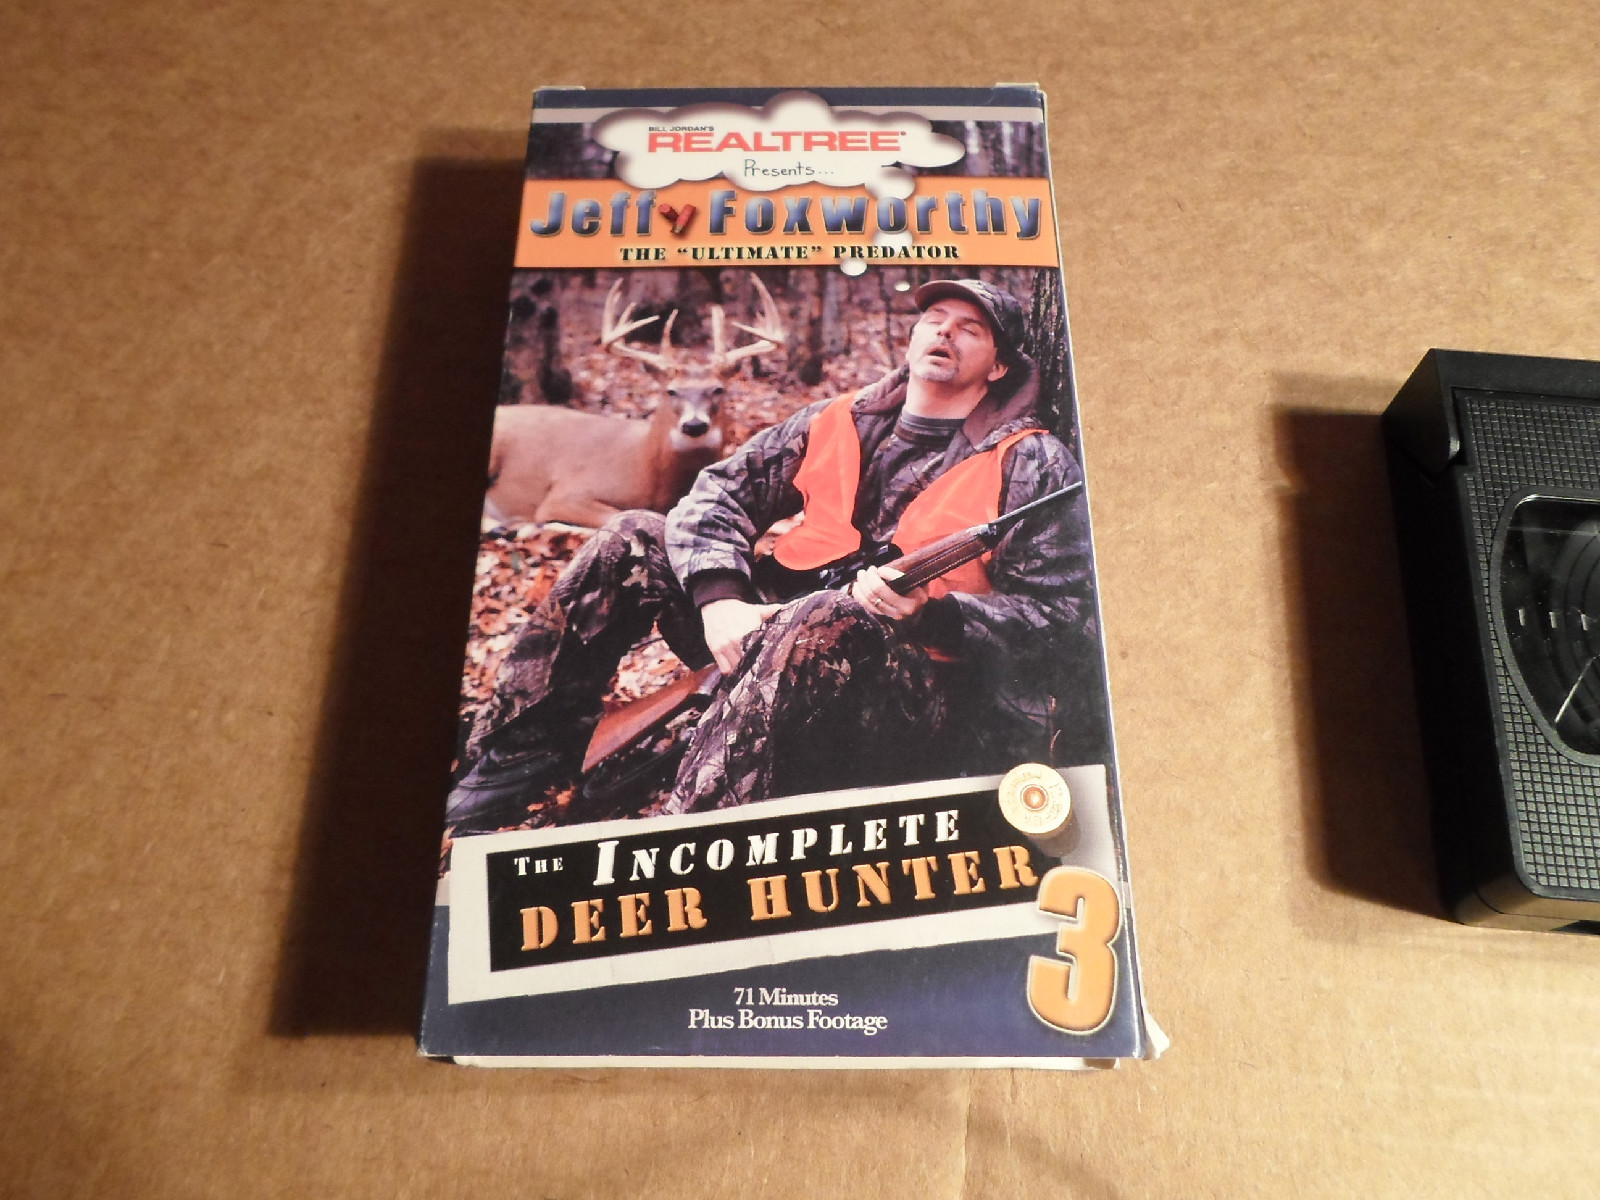 BILL JORDAN'S
REALTREE
Presents...
Jeff Foxworthy
THE "ULTIMATE" PREDATOR
THE INCOMPLETE
DEER HUNTER
3
71 Minutes
Plus Bonus Footage